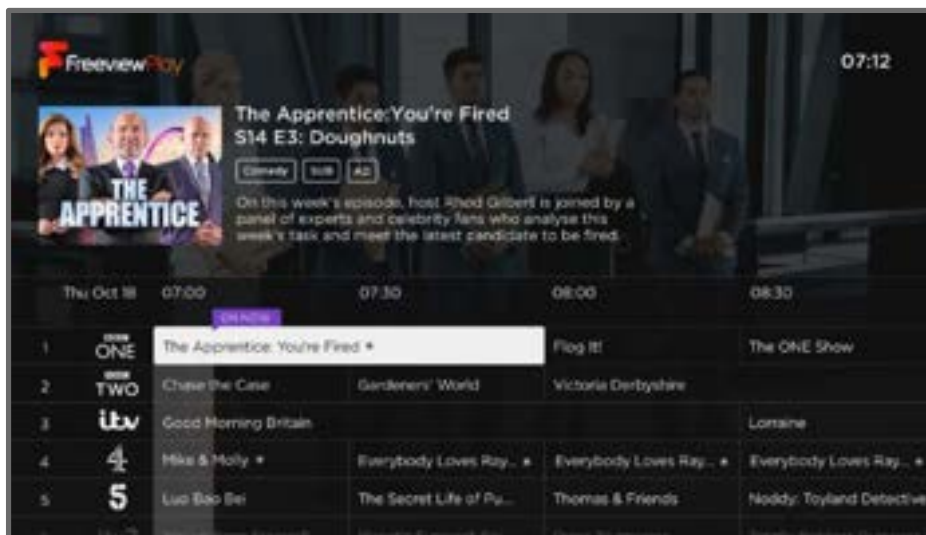 FreeviewPlay
07:12
The Apprentice:You're Fired
S14 E3: Doughnuts
Comedy SUB AD
THE
APPRENTICE
On this week's episode, host Rhod Gilbert is joined by a
panel of experts and celebrity fans who analyse this
week's task and meet the latest candidate to be fired.
Thu Oct 18 07:00 07:30 08:00 08:30
ON NOW
1 BBC ONE The Apprentice: You're Fired Flog It! The ONE Show
2 BBC TWO Chase the Case Gardeners' World Victoria Derbyshire
3 itv Good Morning Britain Lorraine
4 4 Mike & Molly Everybody Loves Ray... Everybody Loves Ray... Everybody Loves Ray...
5 5 Luo Bao Bei The Secret Life of Pu... Thomas & Friends Noddy: Toyland Detective